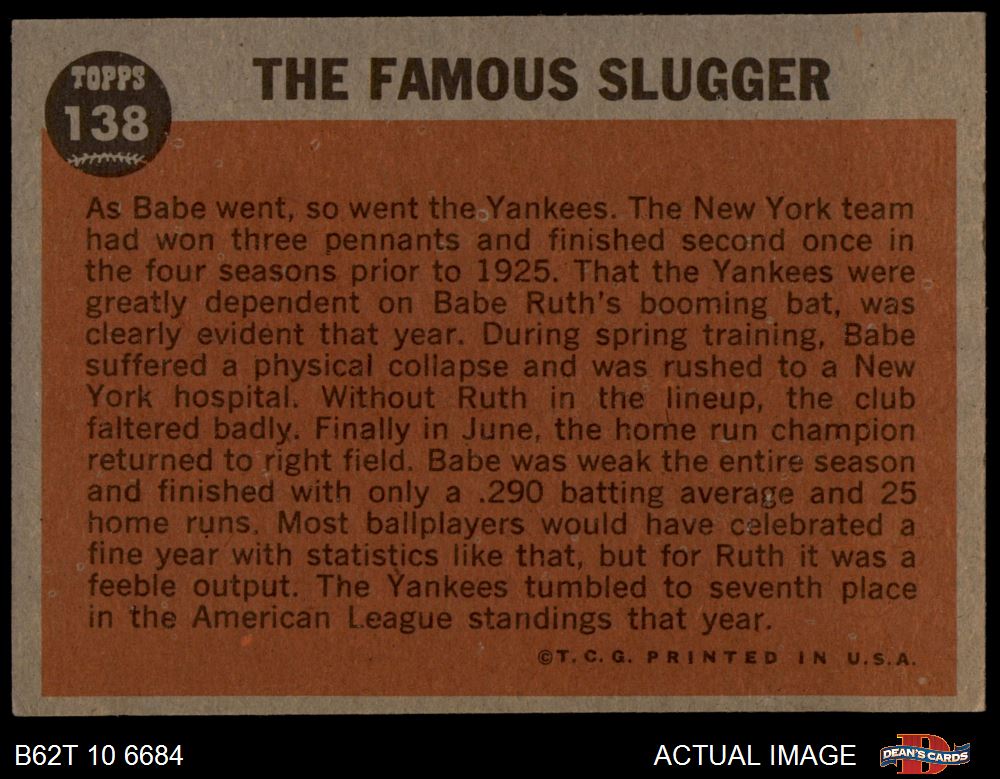 TOPPS
138
THE FAMOUS SLUGGER
As Babe went, so went the Yankees. The New York team
had won three pennants and finished second once in
the four seasons prior to 1925. That the Yankees were
greatly dependent on Babe Ruth's booming bat, was
clearly evident that year. During spring training, Babe
suffered a physical collapse and was rushed to a New
York hospital. Without Ruth in the lineup, the club
faltered badly. Finally in June, the home run champion
returned to right field. Babe was weak the entire season
and finished with only a .290 batting average and 25
home runs. Most ballplayers would have celebrated a
fine year with statistics like that, but for Ruth it was a
feeble output. The Yankees tumbled to seventh place
in the American League standings that year.
©T.C.G. PRINTED IN U.S.A.
B62T 10 6684 ACTUAL IMAGE DEAN'S CARDS